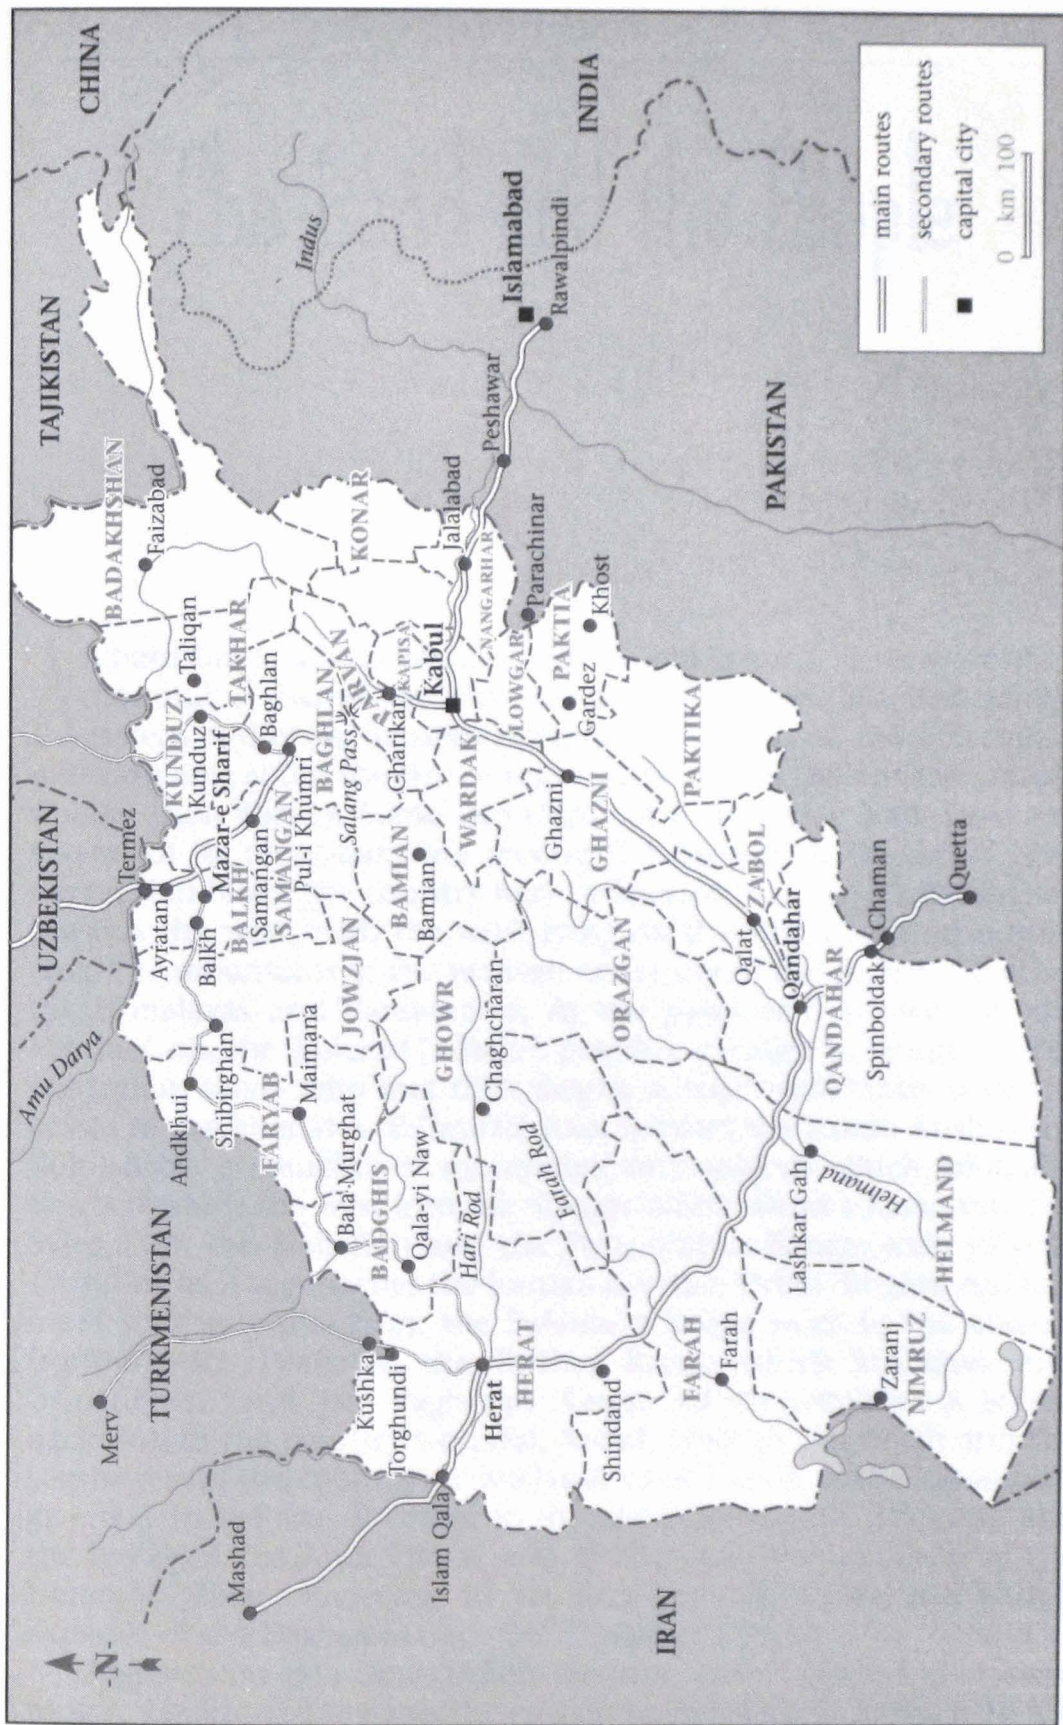 -N-
CHINA
TAJIKISTAN
UZBEKISTAN
TURKMENISTAN
IRAN
PAKISTAN
INDIA
Amu Darya
Indus
Merv
Mashad
Termez
Ayratan
Mazar-e Sharif
Balkh
BALKH
Andkhui
Shibirghan
FARYAB
Maimana
JOWZJAN
Samangan
SAMANGAN
KUNDUZ
Kunduz
Taliqan
TAKHAR
BADAKHSHAN
Faizabad
Baghlan
Pul-i Khumri
BAGHLAN
Salang Pass
PARVAN
Charikar
KAPISA
KONAR
Kabul
Jalalabad
NANGARHAR
Peshawar
Islamabad
Rawalpindi
Parachinar
LOWGAR
PAKTIA
Gardez
Khost
PAKTIKA
WARDAK
BAMIAN
Bamian
Ghazni
GHAZNI
GHOWR
Chaghcharan
ORAZGAN
Qalat
ZABOL
Qandahar
QANDAHAR
Spinboldak
Chaman
Quetta
Bala Murghat
BADGHIS
Qala-yi Naw
Hari Rod
Farah Rod
Kushka
Torghundi
Herat
HERAT
Islam Qala
Shindand
FARAH
Farah
Lashkar Gah
Helmand
HELMAND
Zaranj
NIMRUZ
main routes
secondary routes
capital city
0 km 100